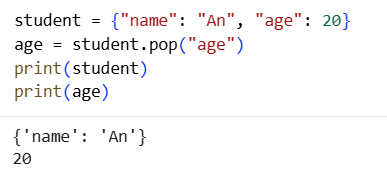 student = {"name": "An", "age": 20}
age = student.pop("age")
print(student)
print(age)
{'name': 'An'}
20